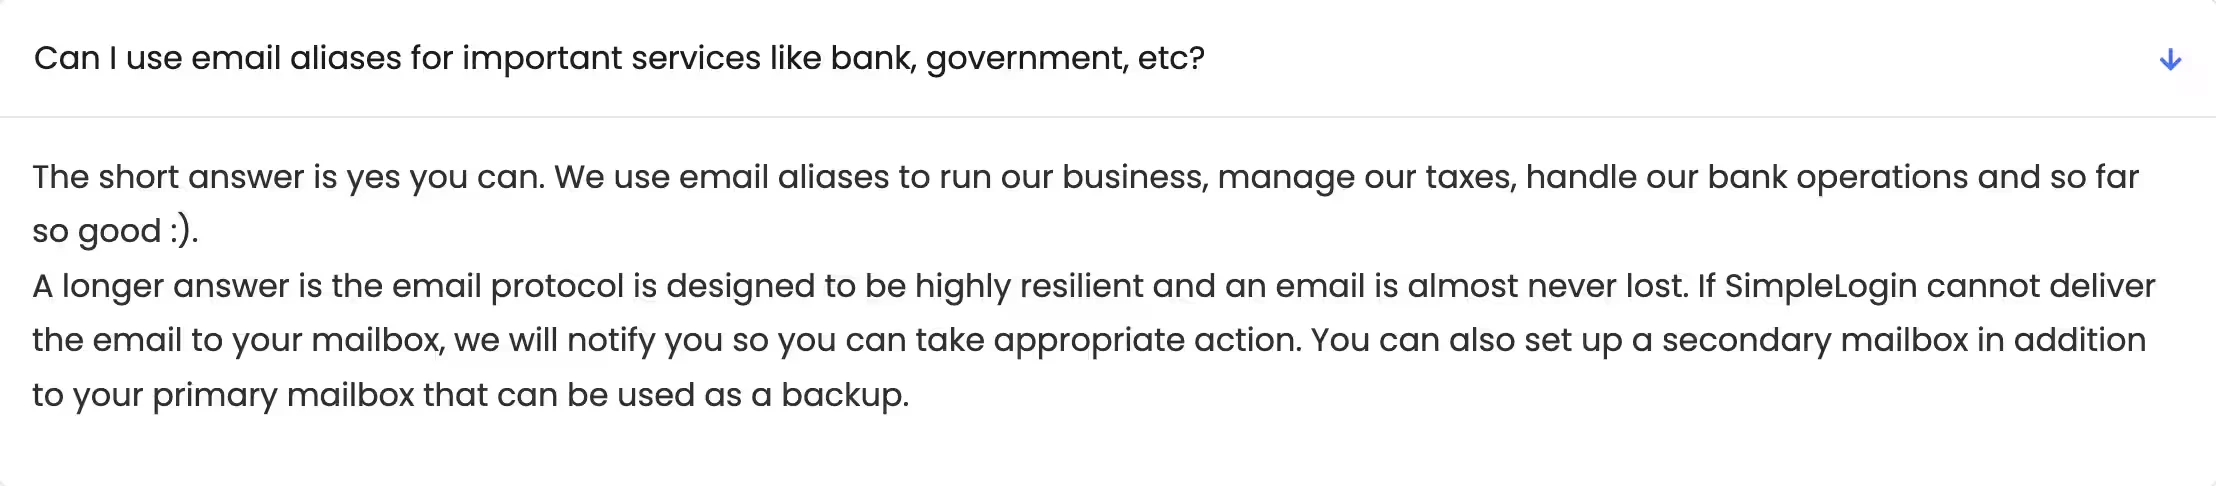 Can I use email aliases for important services like bank, government, etc?
The short answer is yes you can. We use email aliases to run our business, manage our taxes, handle our bank operations and so far
so good :).
A longer answer is the email protocol is designed to be highly resilient and an email is almost never lost. If SimpleLogin cannot deliver
the email to your mailbox, we will notify you so you can take appropriate action. You can also set up a secondary mailbox in addition
to your primary mailbox that can be used as a backup.